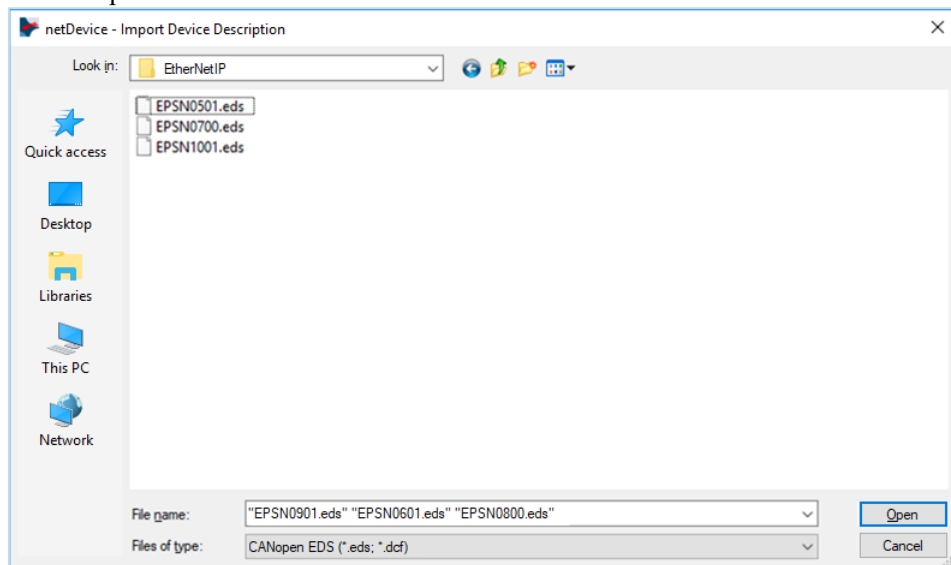 netDevice - Import Device Description
Look in: EtherNetIP
EPSN0501.eds
EPSN0700.eds
EPSN1001.eds
Quick access
Desktop
Libraries
This PC
Network
File name: "EPSN0901.eds" "EPSN0601.eds" "EPSN0800.eds" Open
Files of type: CANopen EDS (*.eds; *.dcf) Cancel